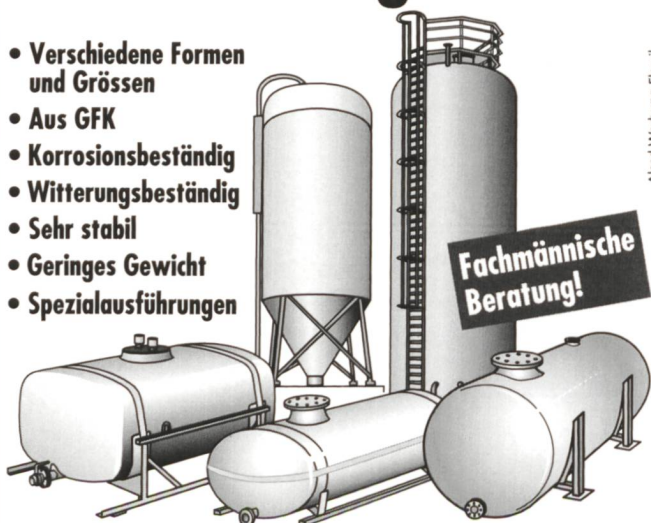 • Verschiedene Formen
und Grössen
• Aus GFK
• Korrosionsbeständig
• Witterungsbeständig
• Sehr stabil
• Geringes Gewicht
• Spezialausführungen
Fachmännische
Beratung!